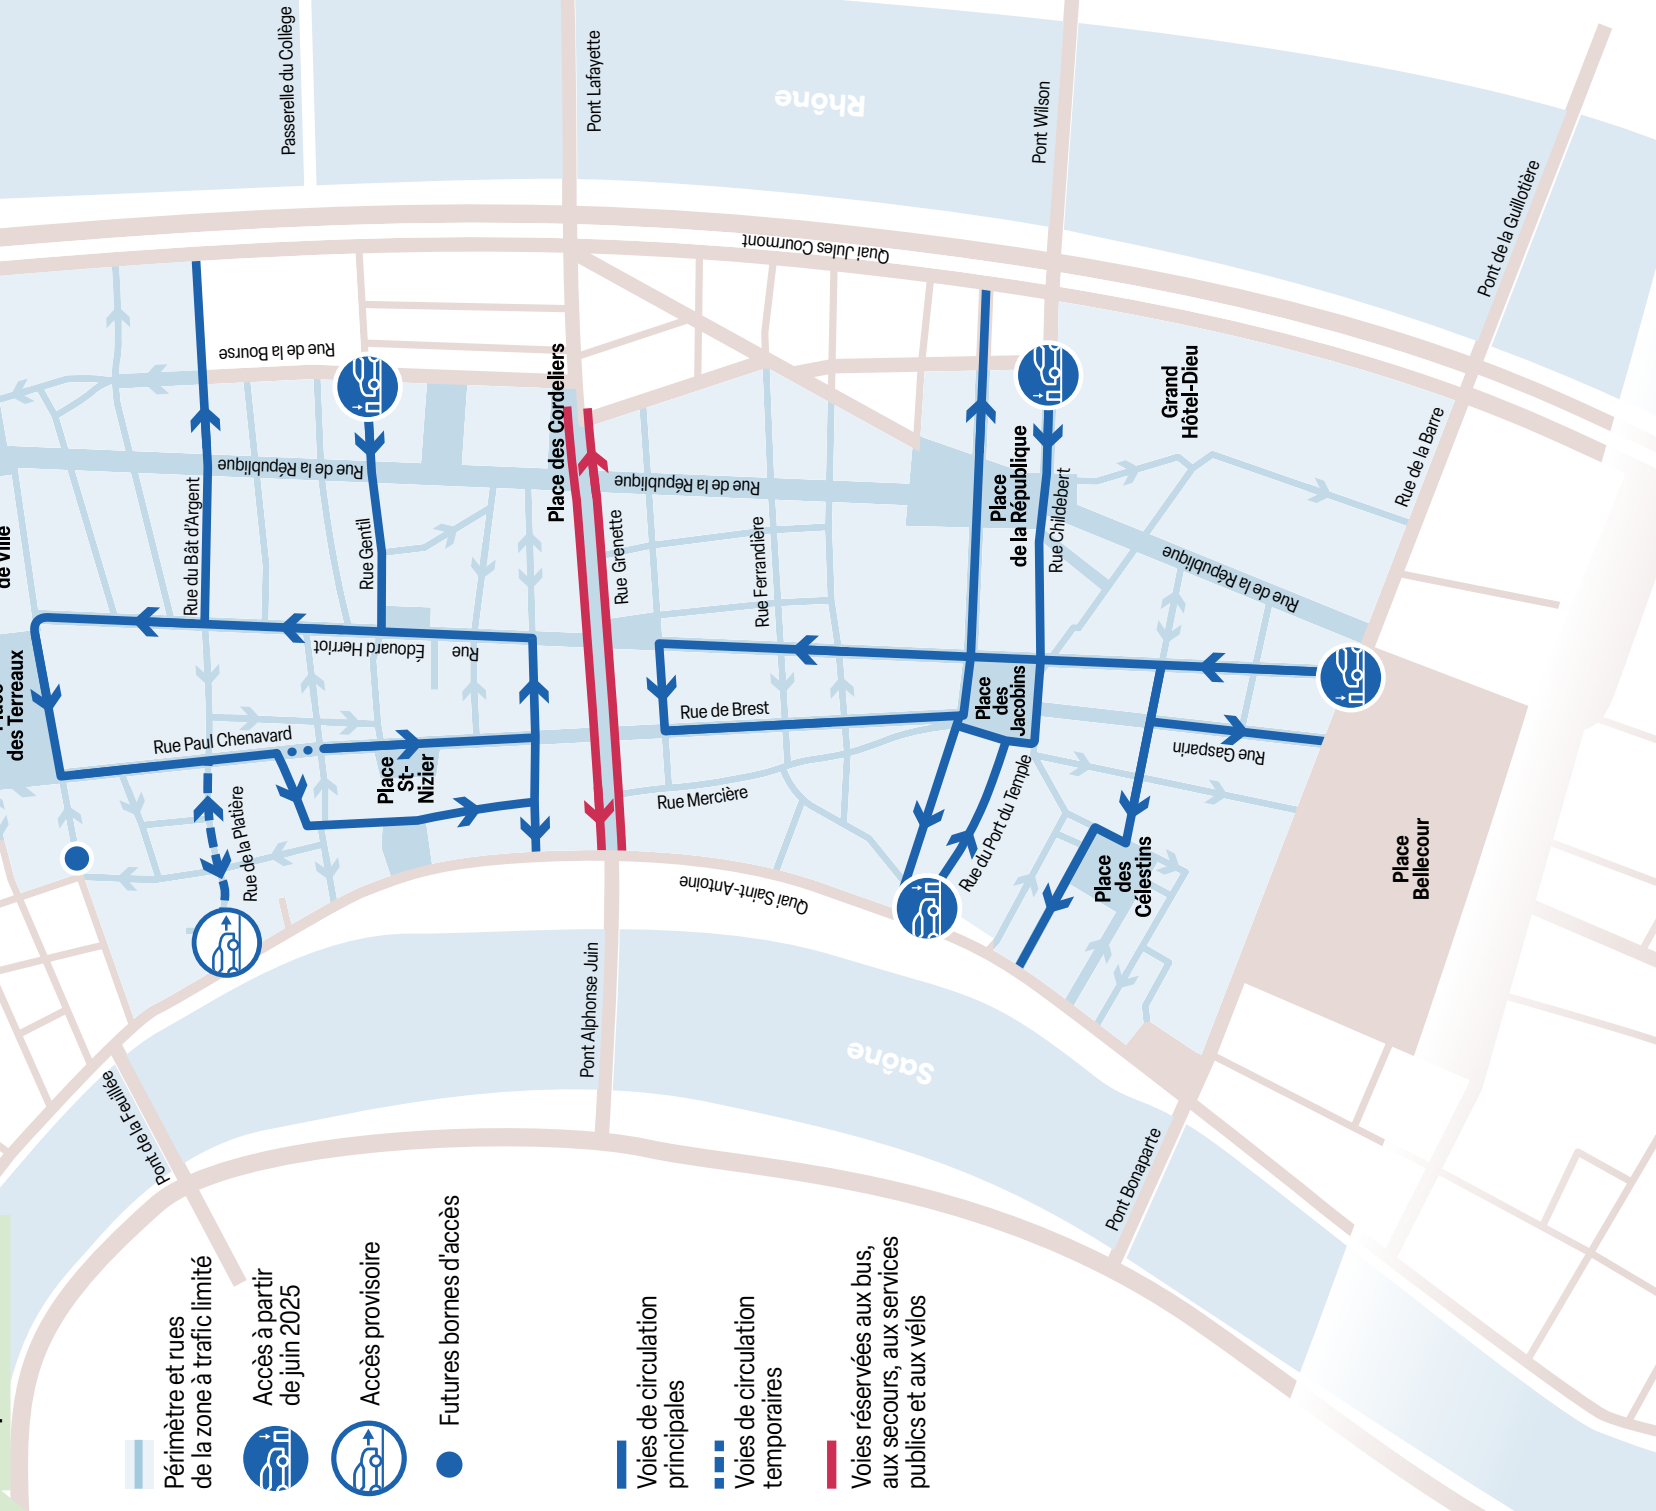 Passerelle du Collège
Pont Lafayette
Rhône
Pont Wilson
Pont de la Guillotière
Quai Jules Courmont
Rue de la Bourse
Place des Cordeliers
Grand
Hôtel-Dieu
Rue de la Barre
Rue de la République
Rue de la République
Rue de la République
Rue du Bât d'Argent
Rue Gentil
Rue Grenette
Rue Ferrandière
Place
de la République
Rue Childebert
de Ville
des Terreaux
Rue
Édouard Herriot
Rue de Brest
Place
des
Jacobins
Rue Gasparin
Rue Paul Chenavard
Place
St-
Nizier
Rue Mercière
Rue de la Platière
Rue du Port du Temple
Place
des
Célestins
Place
Bellecour
Quai Saint-Antoine
Pont Alphonse Juin
Saône
Pont de la Feuillée
Pont Bonaparte
Périmètre et rues
de la zone à trafic limité
Accès à partir
de juin 2025
Accès provisoire
Futures bornes d'accès
Voies de circulation
principales
Voies de circulation
temporaires
Voies réservées aux bus,
aux secours, aux services
publics et aux vélos